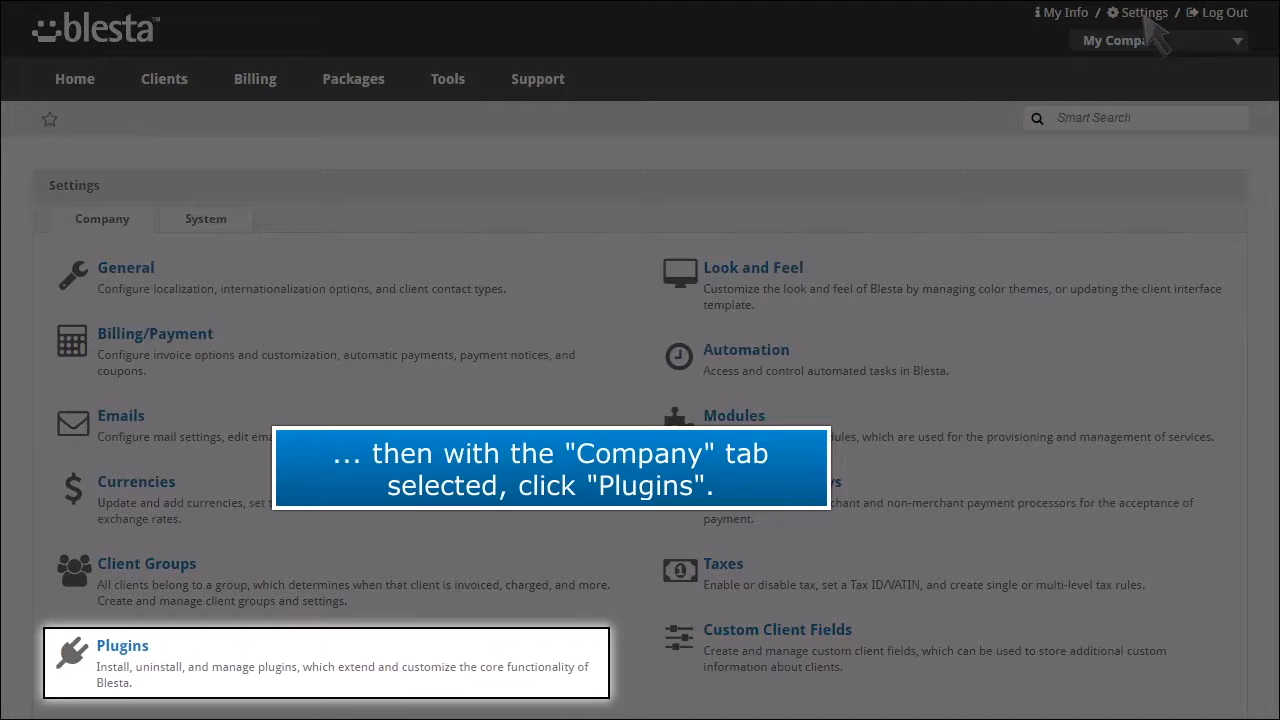 blesta™
My Info / Settings / Log Out
My Compa
Home Clients Billing Packages Tools Support
Smart Search
Settings
Company System
General
Configure localization, internationalization options, and client contact types.
Look and Feel
Customize the look and feel of Blesta by managing color themes, or updating the client interface
template.
Billing/Payment
Configure invoice options and customization, automatic payments, payment notices, and
coupons.
Automation
Access and control automated tasks in Blesta.
Emails
Configure mail settings, edit
Modules
which are used for the provisioning and management of services.
... then with the "Company" tab
selected, click "Plugins".
Currencies
Update and add currencies,
exchange rates.
and non-merchant payment processors for the acceptance of
payment.
Client Groups
All clients belong to a group, which determines when that client is invoiced, charged, and more.
Create and manage client groups and settings.
Taxes
Enable or disable tax, set a Tax ID/VATIN, and create single or multi-level tax rules.
Plugins
Install, uninstall, and manage plugins, which extend and customize the core functionality of
Blesta.
Custom Client Fields
Create and manage custom client fields, which can be used to store additional custom
information about clients.